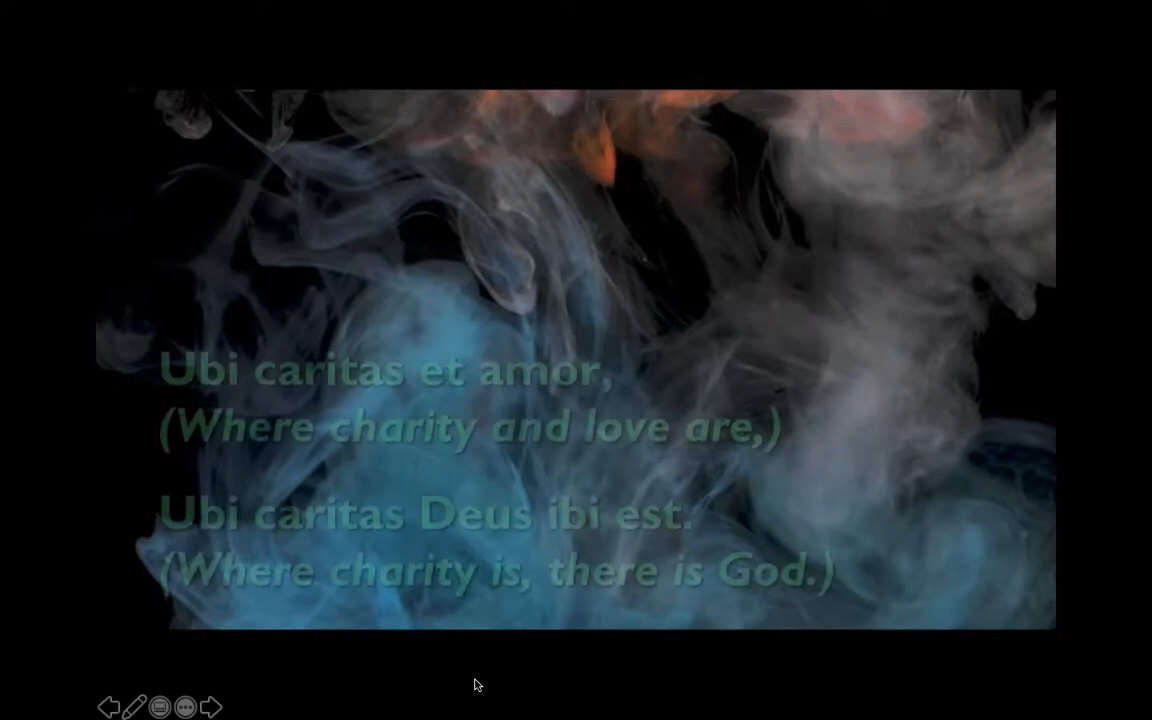 Ubi caritas et amor,
(Where charity and love are,)
Ubi caritas Deus ibi est.
(Where charity is, there is God.)